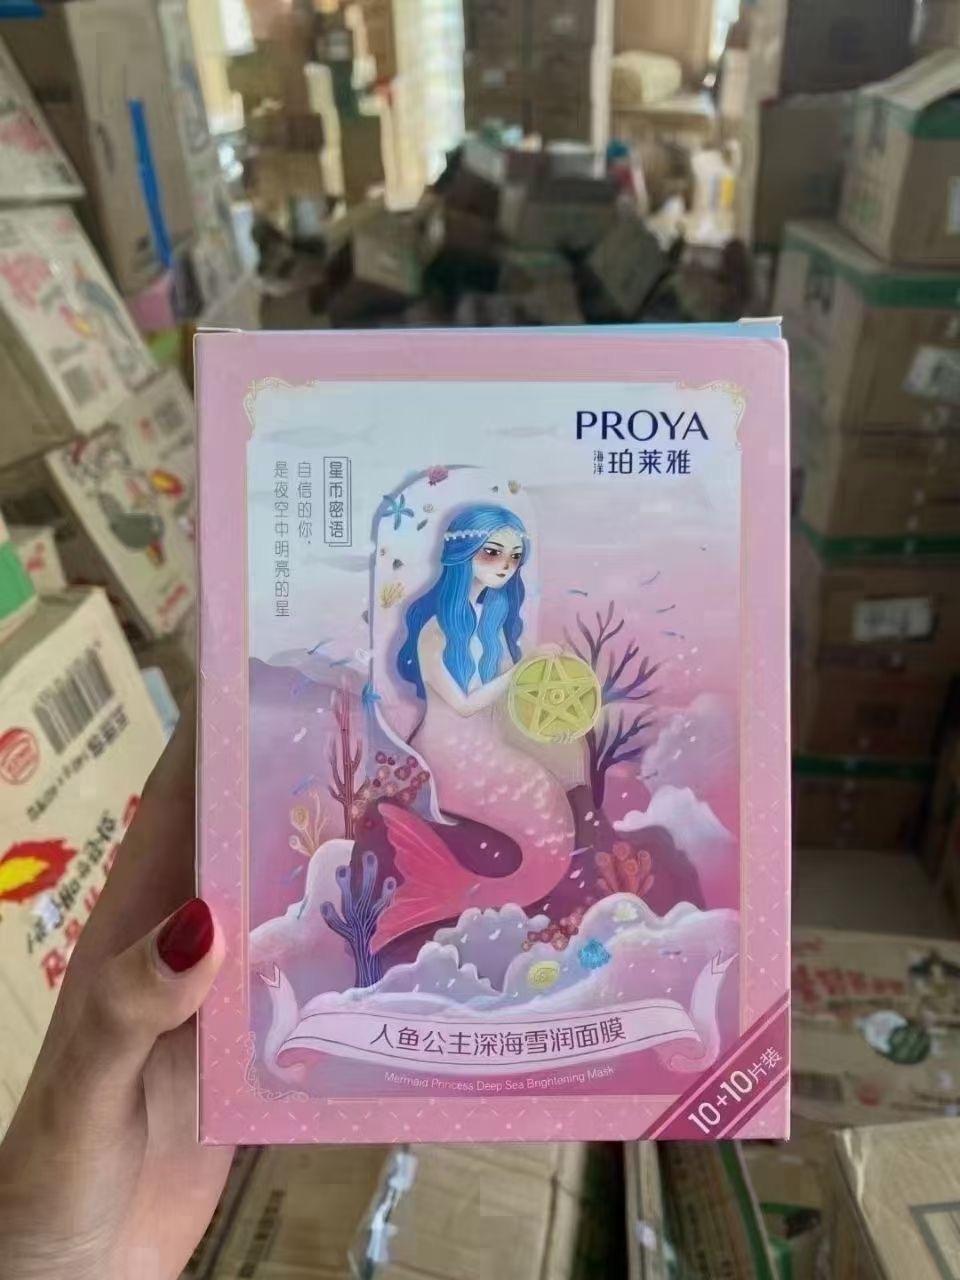 PROYA
海洋 珀莱雅
星币密语
自信的你,
是夜空中明亮的星
人鱼公主深海雪润面膜
Mermaid Princess Deep Sea Brightening Mask
10+10片装